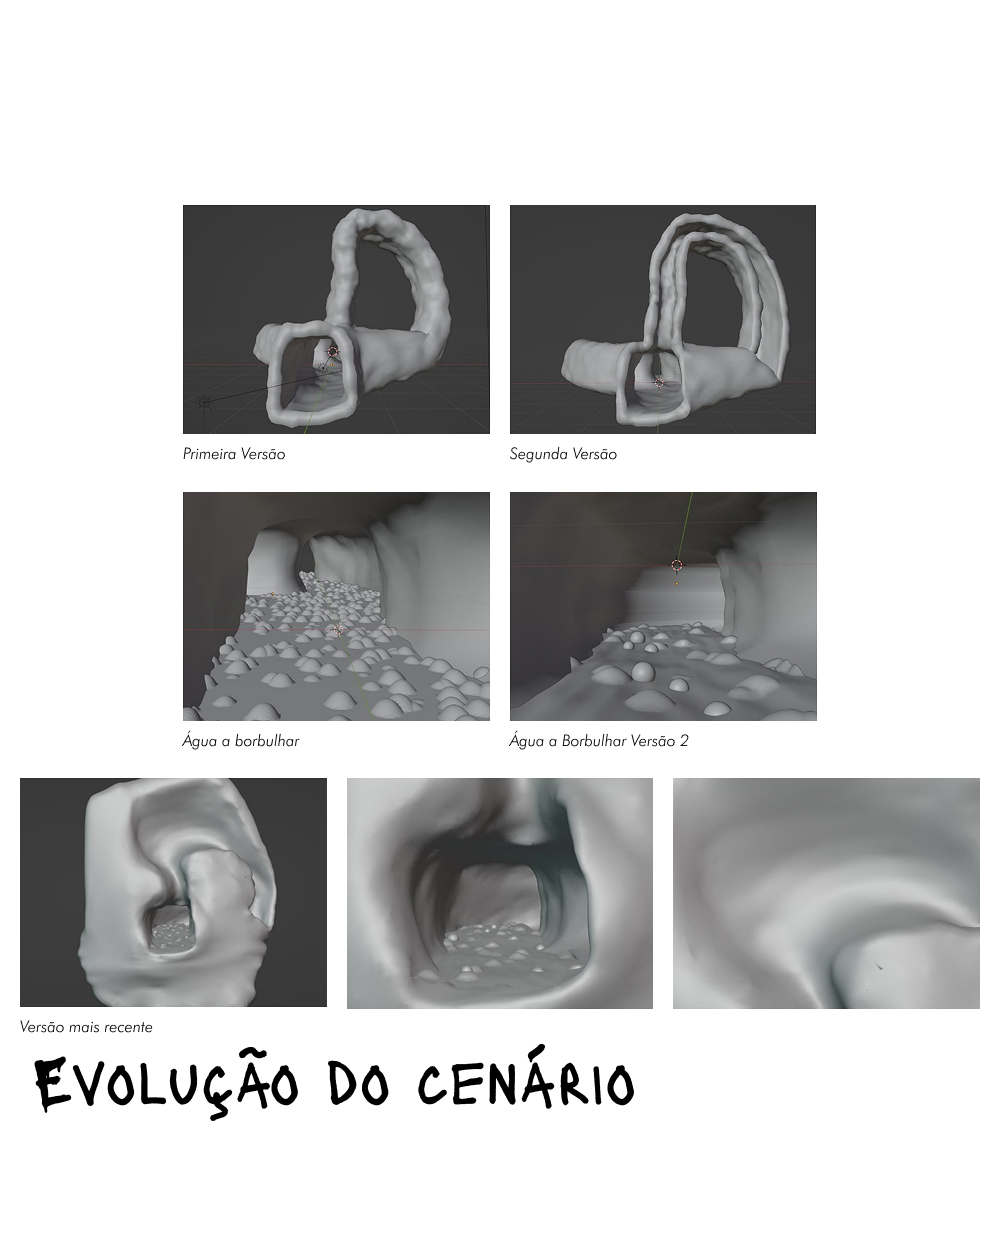 Primeira Versão
Segunda Versão
Água a borbulhar
Água a Borbulhar Versão 2
Versão mais recente
EVOLUÇÃO DO CENÁRIO